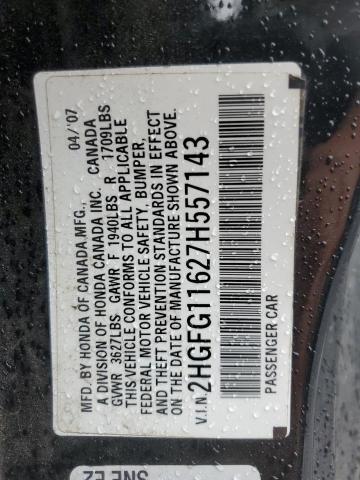 MFD. BY HONDA OF CANADA MFG., 04/'07
A DIVISION OF HONDA CANADA INC. CANADA
GVWR 3627LBS GAWR F 1940LBS R 1709LBS
THIS VEHICLE CONFORMS TO ALL APPLICABLE
FEDERAL MOTOR VEHICLE SAFETY, BUMPER,
AND THEFT PREVENTION STANDARDS IN EFFECT
ON THE DATE OF MANUFACTURE SHOWN ABOVE.
V.I.N. 2HGFG11627H557143
PASSENGER CAR